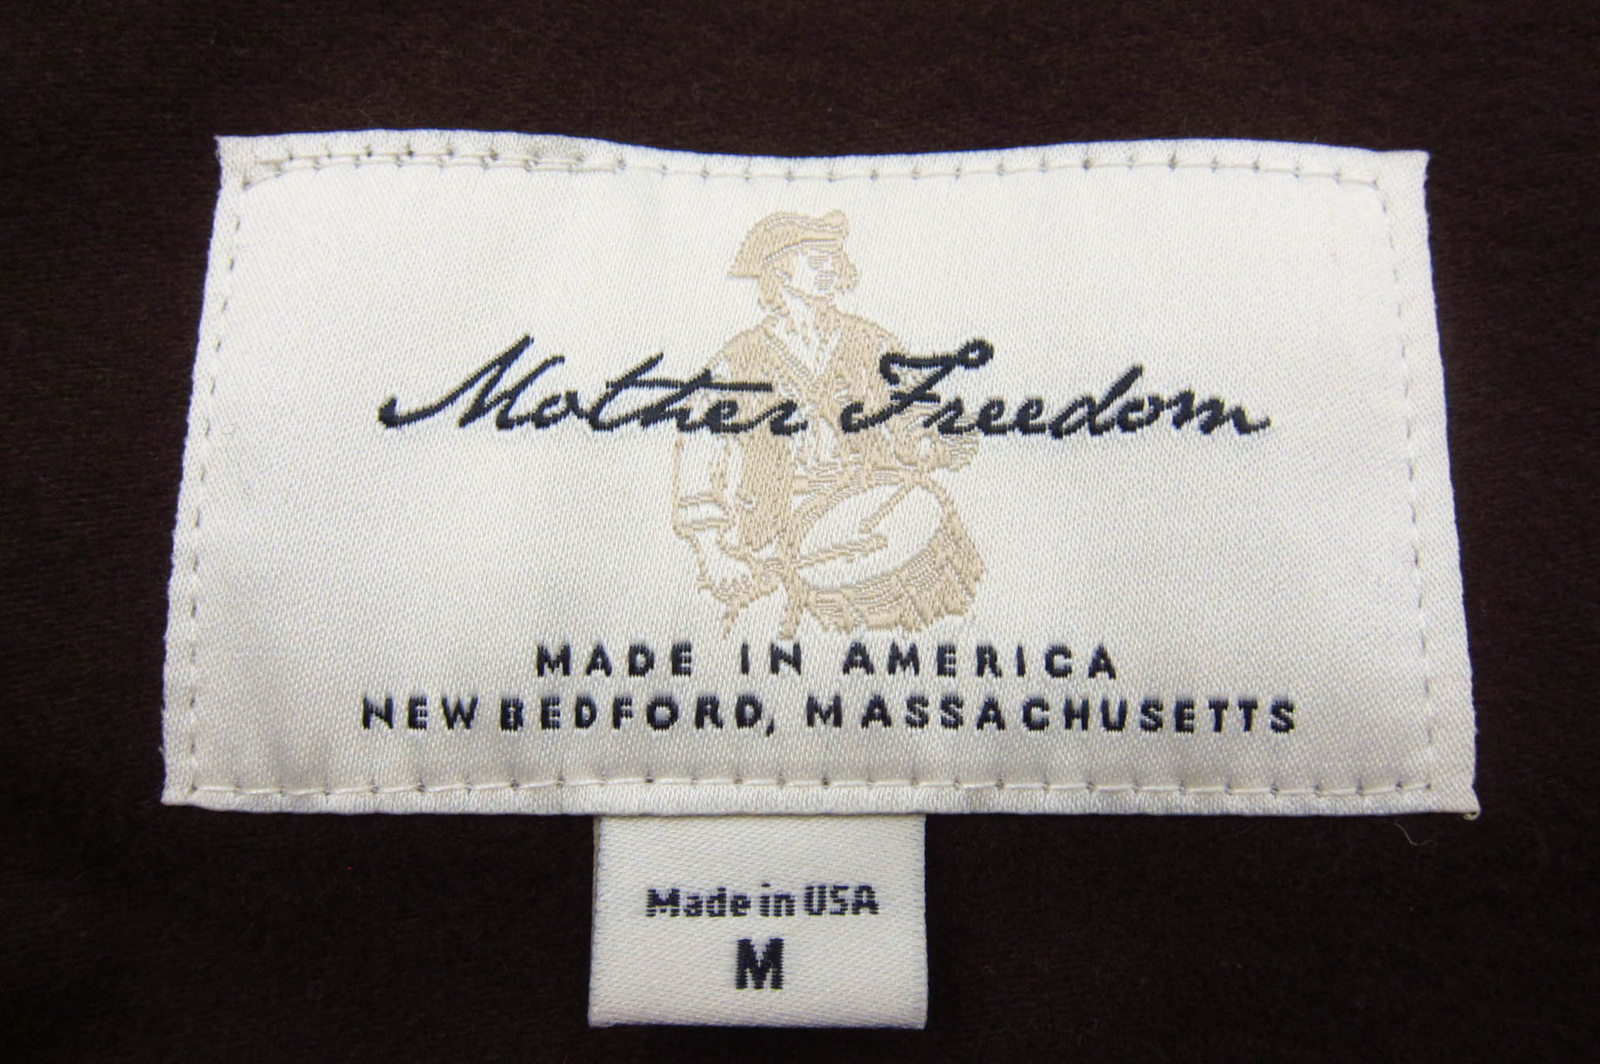 Mother Freedom
MADE IN AMERICA
NEW BEDFORD, MASSACHUSETTS
Made in USA
M